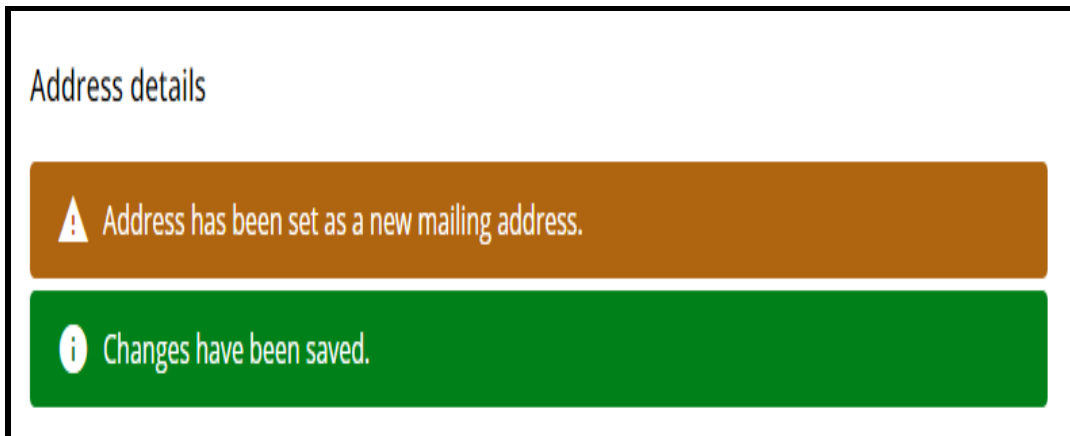 Address details
Address has been set as a new mailing address.
Changes have been saved.